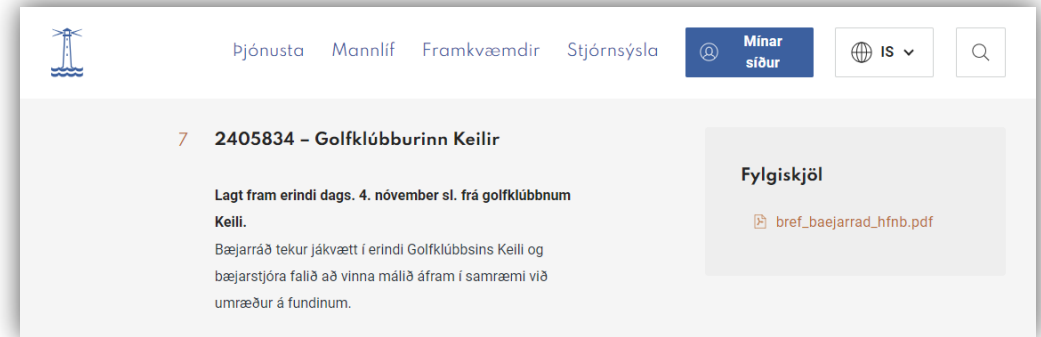 Þjónusta Mannlíf Framkvæmdir Stjórnsýsla Mínar síður IS
7 2405834 – Golfklúbburinn Keilir
Lagt fram erindi dags. 4. nóvember sl. frá golfklúbbnum
Keili.
Bæjarráð tekur jákvætt í erindi Golfklúbbsins Keili og
bæjarstjóra falið að vinna málið áfram í samræmi við
umræður á fundinum.
Fylgiskjöl
bref_baejarrad_hfnb.pdf